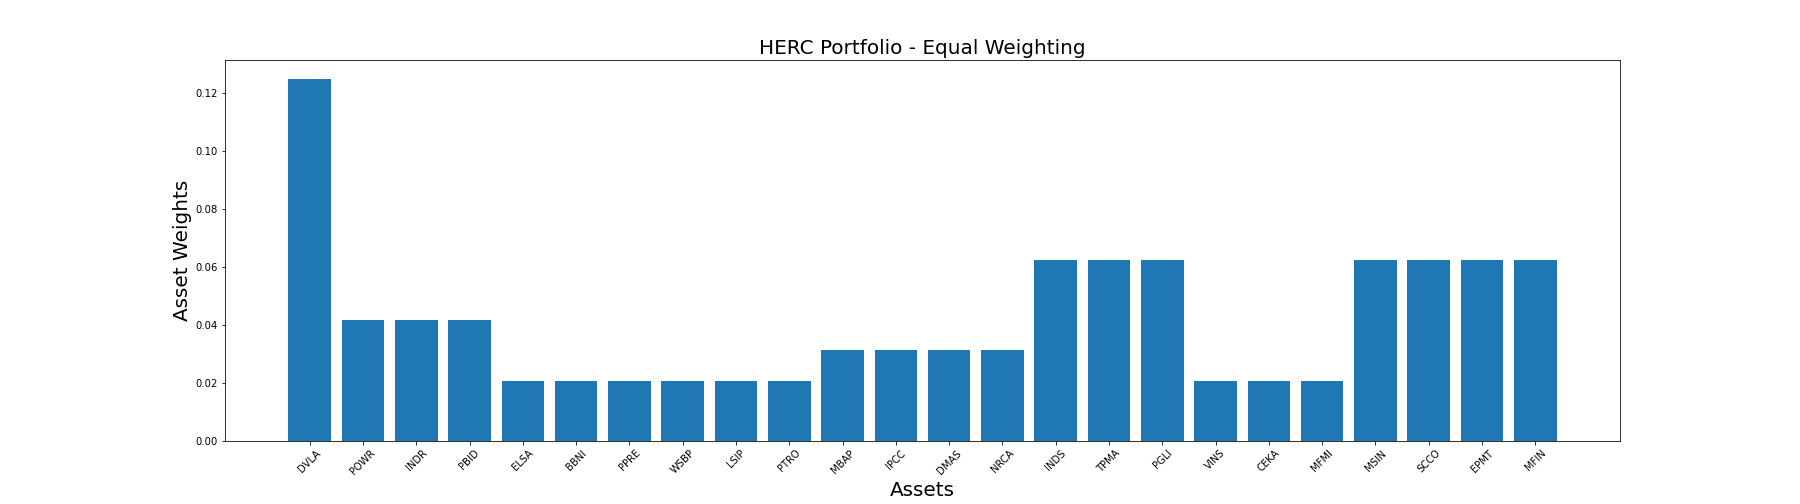 HERC Portfolio - Equal Weighting
Asset Weights
0.12
0.10
0.08
0.06
0.04
0.02
0.00
DVLA POWR INDR PBID ELSA BBNI PPRE WSBP LSIP PTRO MBAP IPCC DMAS NRCA INDS TPMA PGLI VINS CEKA MFMI MSIN SCCO EPMT MFIN
Assets